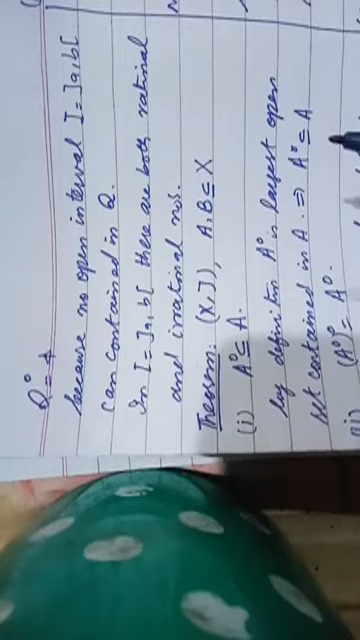 Q° = ϕ
because no open interval I = ]a,b[
can contained in Q.
In I = ]a,b[ there are both rational
and irrational nos.
Theorem: (X, J), A, B ⊆ X
(i) A° ⊆ A.
by definition A° is largest open
set contained in A. ⇒ A° ⊆ A
(ii) (A°)° = A°.